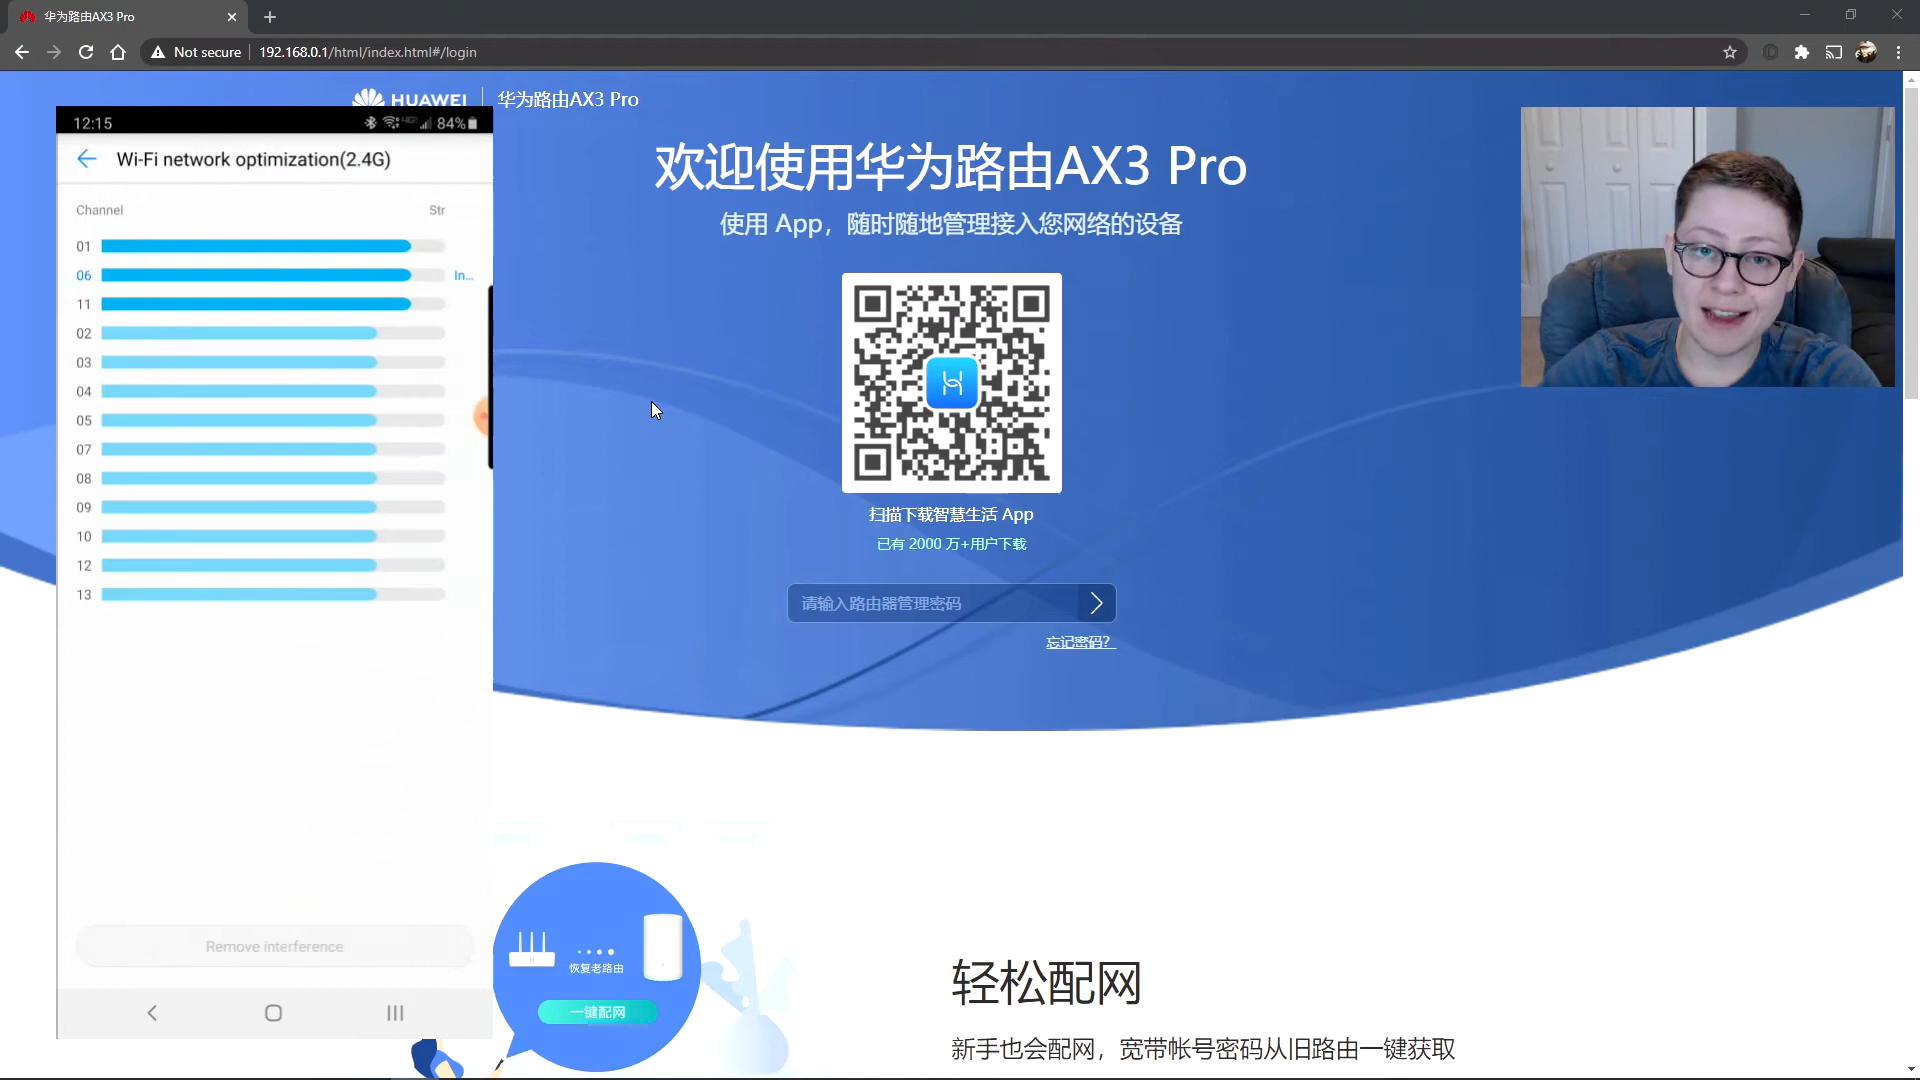 华为路由AX3 Pro
Not secure
192.168.0.1/html/index.html#/login
HUAWEI
华为路由AX3 Pro
欢迎使用华为路由AX3 Pro
使用 App，随时随地管理接入您网络的设备
扫描下载智慧生活 App
已有 2000 万+用户下载
请输入路由器管理密码
忘记密码？
12:15
84%
Wi-Fi network optimization(2.4G)
Channel Str
01
06 In...
11
02
03
04
05
07
08
09
10
12
13
Remove interference
恢复老路由
一键配网
轻松配网
新手也会配网，宽带帐号密码从旧路由一键获取